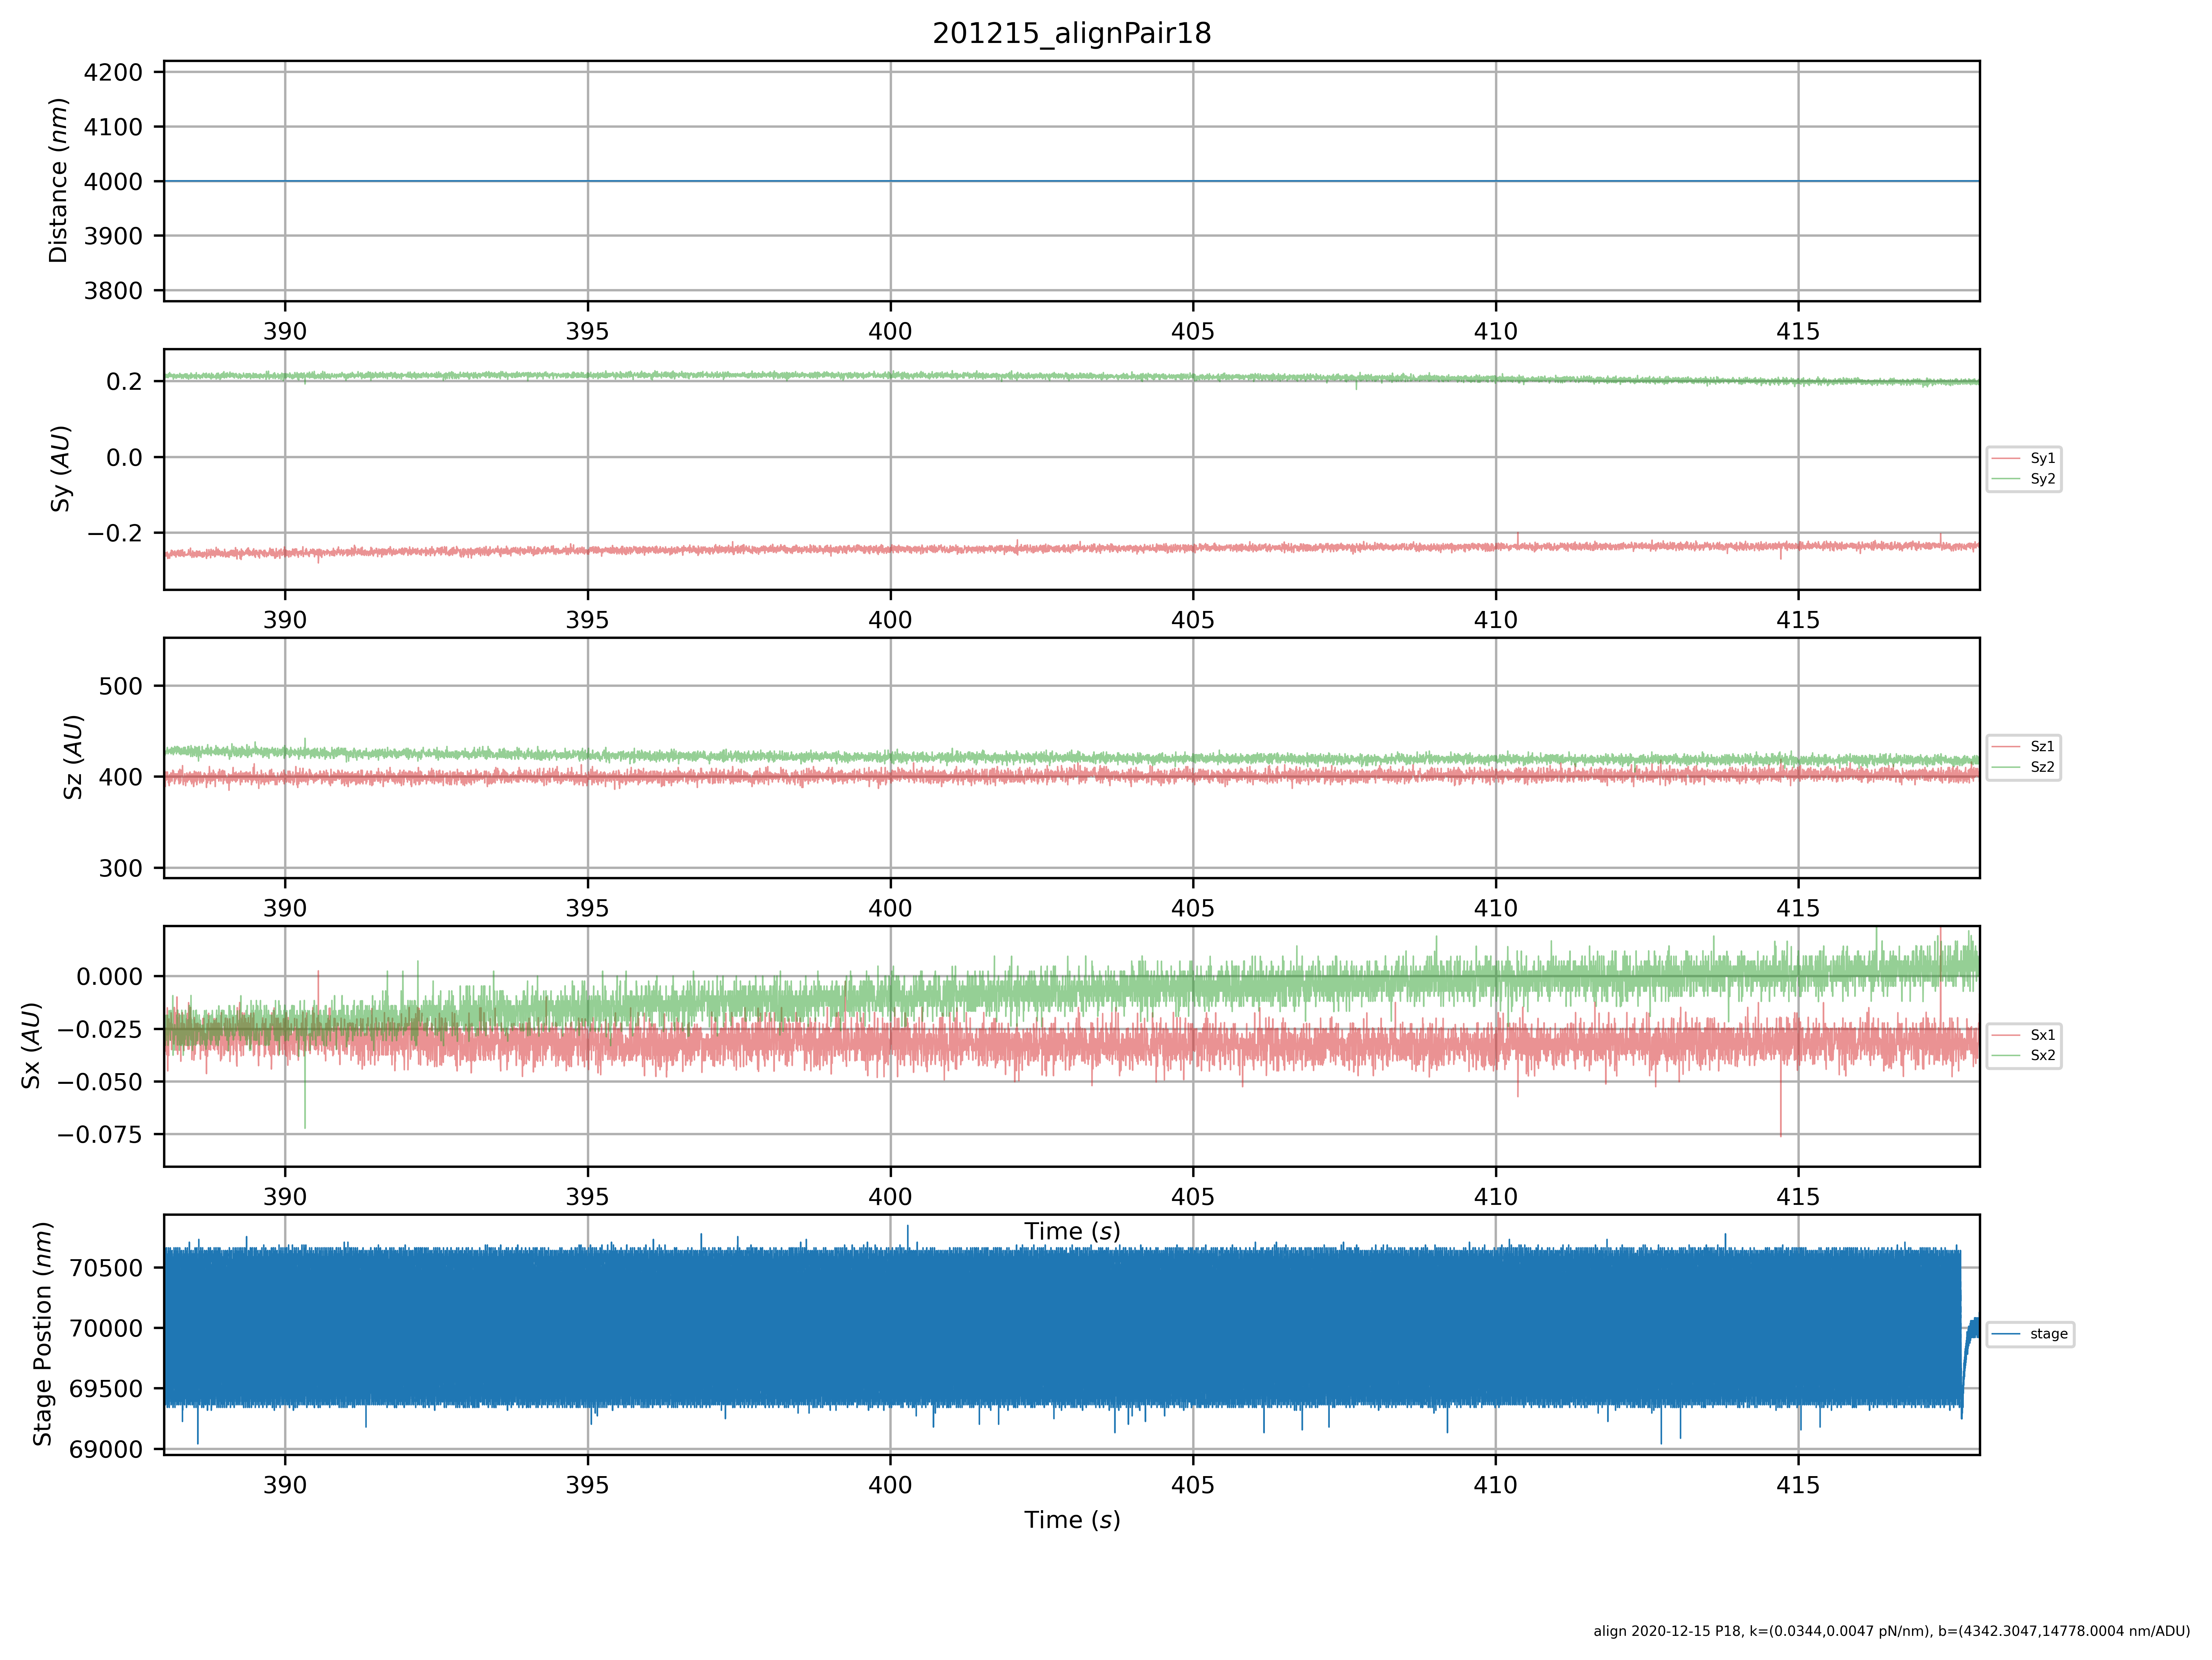 201215_alignPair18
4200
4100
4000
3900
3800
Distance (nm)
390 395 400 405 410 415
0.2
0.0
−0.2
Sy (AU)
Sy1
Sy2
390 395 400 405 410 415
500
400
300
Sz (AU)
Sz1
Sz2
390 395 400 405 410 415
0.000
−0.025
−0.050
−0.075
Sx (AU)
Sx1
Sx2
390 395 400 405 410 415
Time (s)
70500
70000
69500
69000
Stage Postion (nm)
stage
390 395 400 405 410 415
Time (s)
align 2020-12-15 P18, k=(0.0344,0.0047 pN/nm), b=(4342.3047,14778.0004 nm/ADU)